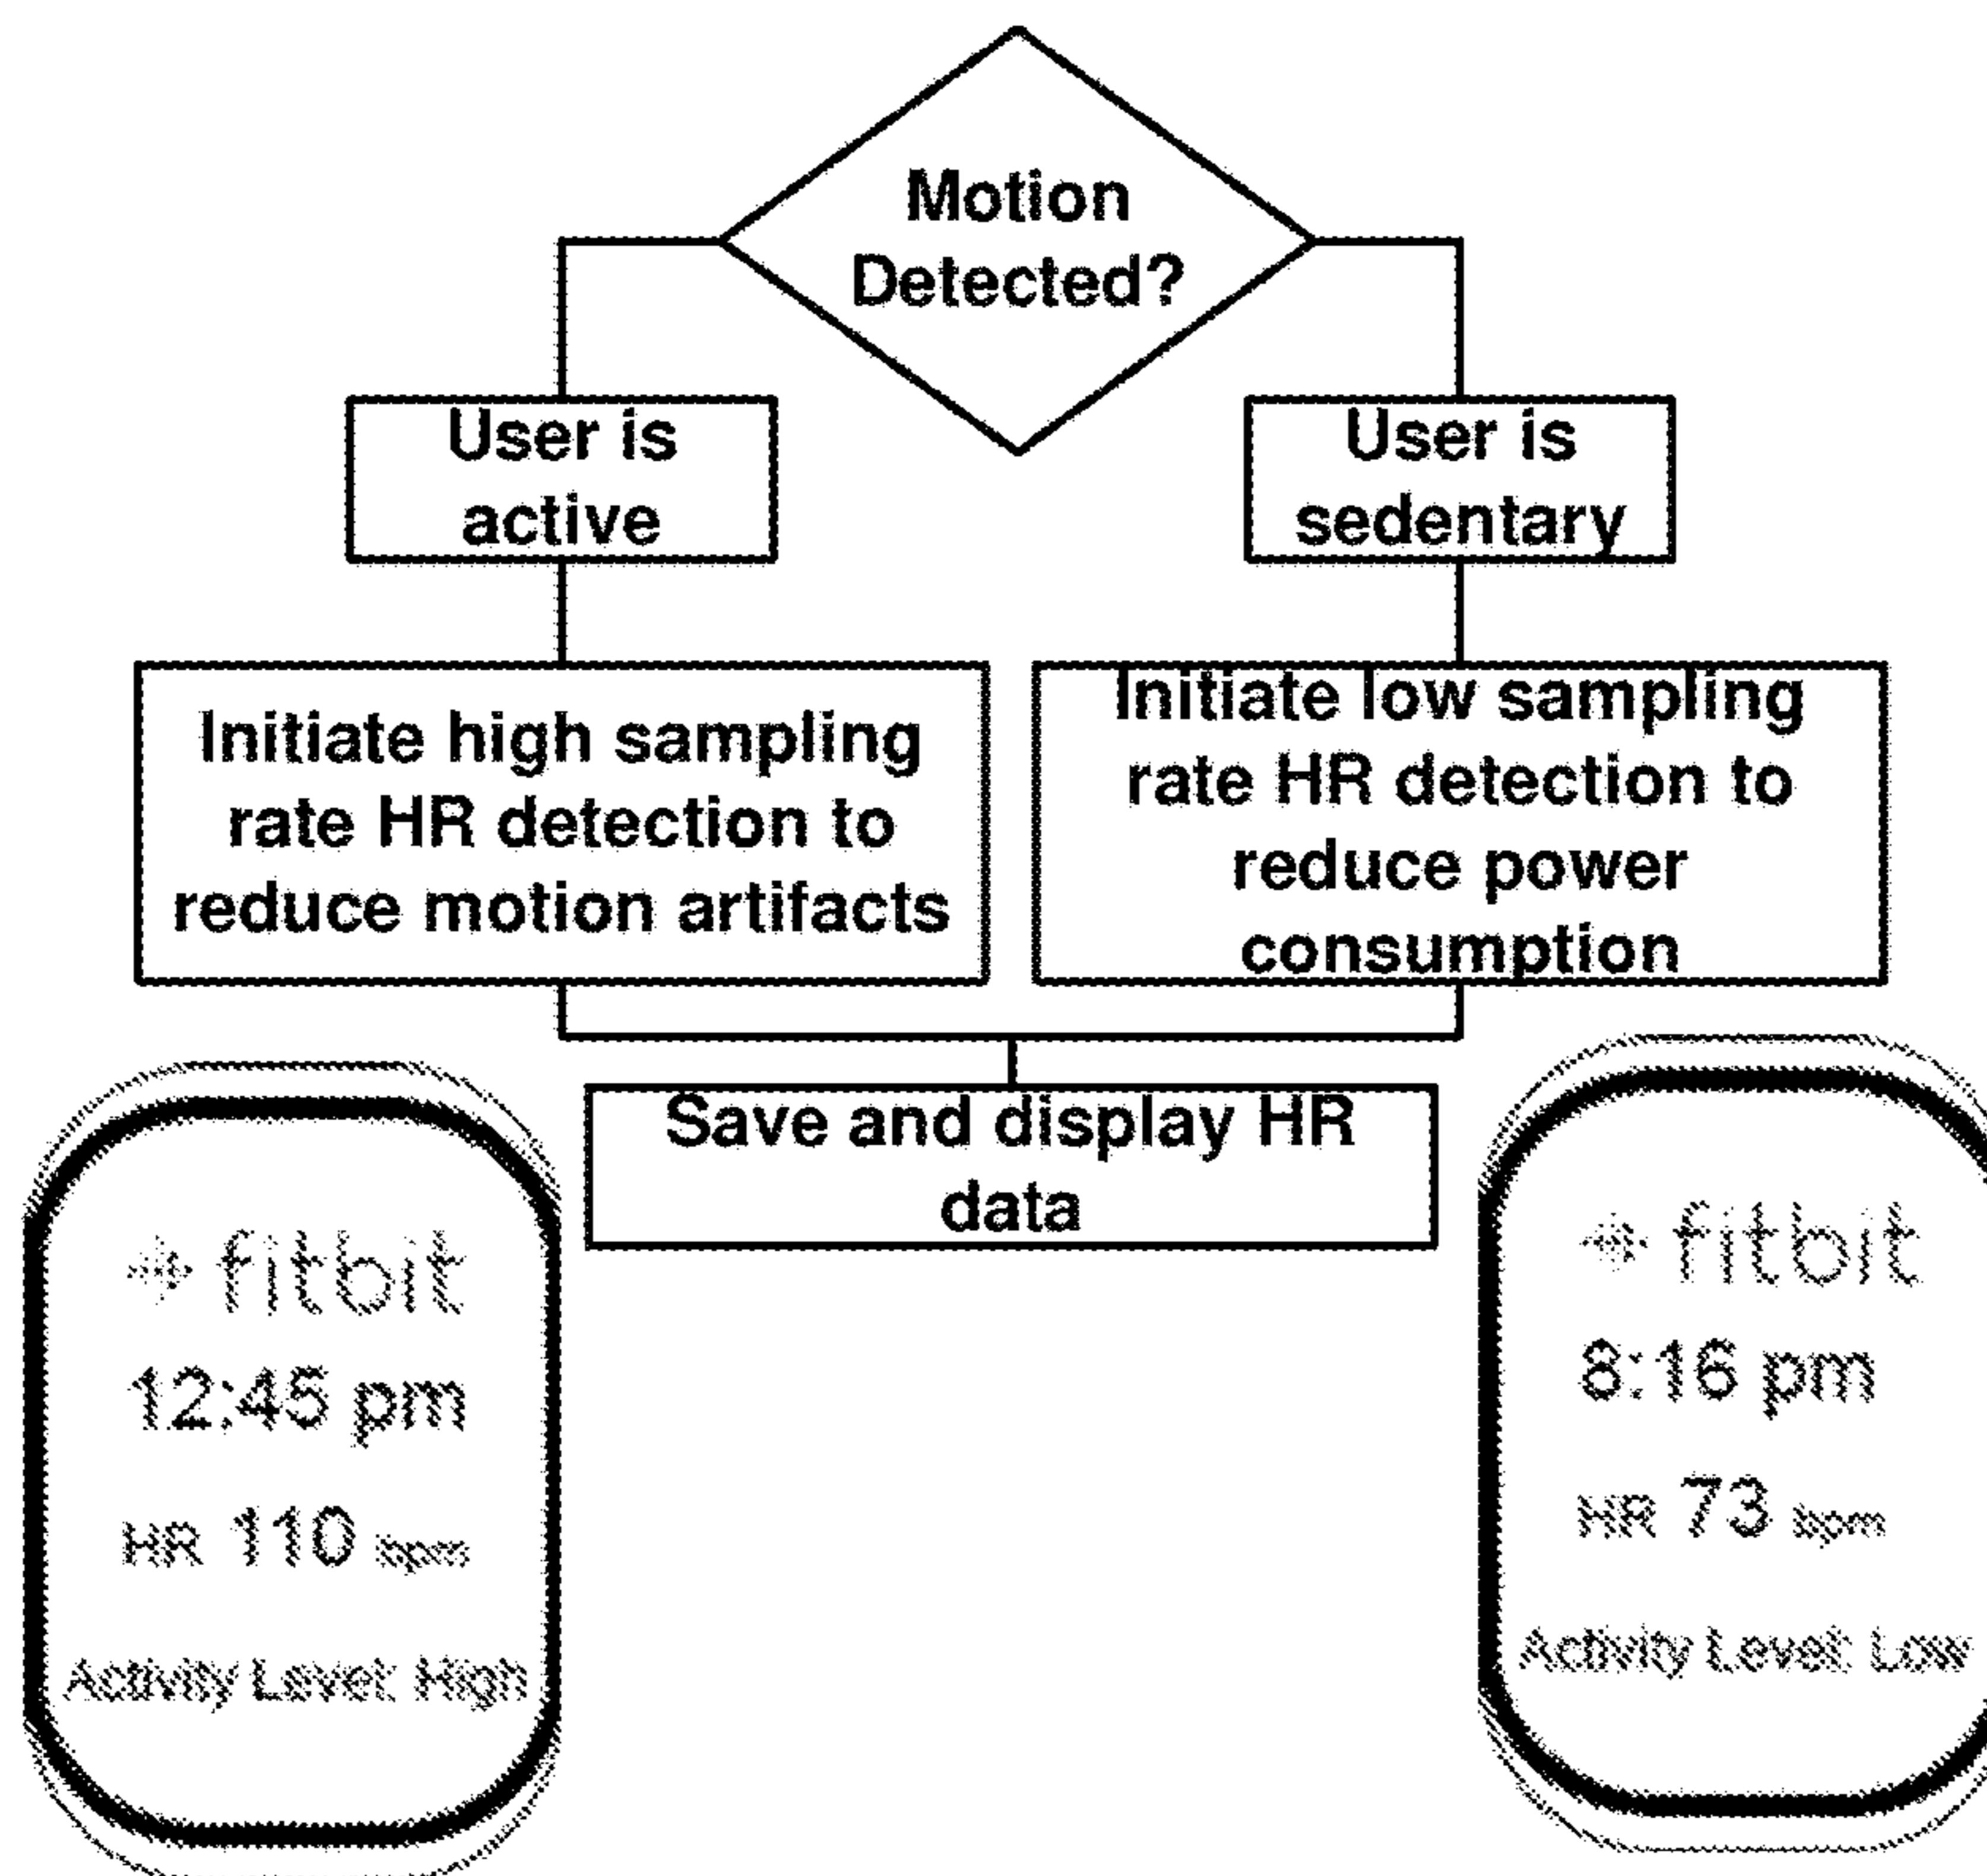 Motion
Detected?
User is
active
User is
sedentary
Initiate high sampling
rate HR detection to
reduce motion artifacts
Initiate low sampling
rate HR detection to
reduce power
consumption
Save and display HR
data
fitbit
12:45 pm
HR 110 bpm
Activity Level: High
fitbit
8:16 pm
HR 73 bpm
Activity Level: Low